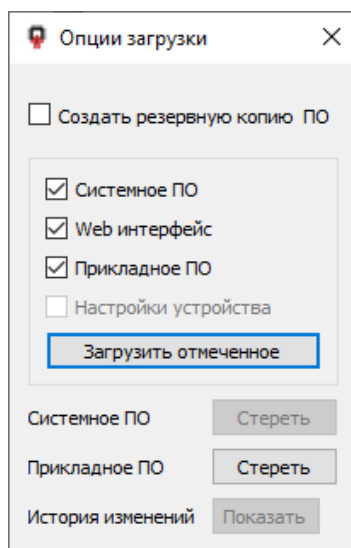 Опции загрузки
Создать резервную копию ПО
Системное ПО
Web интерфейс
Прикладное ПО
Настройки устройства
Загрузить отмеченное
Системное ПО Стереть
Прикладное ПО Стереть
История изменений Показать